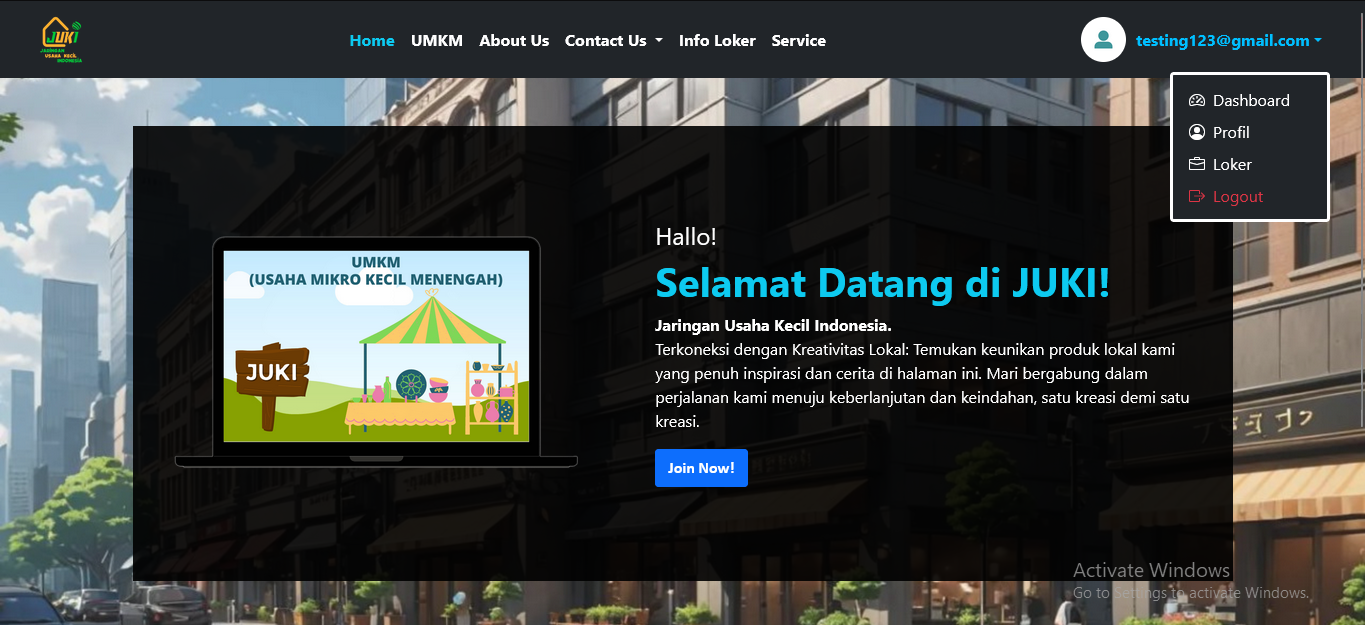 JUKI
JARINGAN
USAHA KECIL
INDONESIA
Home UMKM About Us Contact Us Info Loker Service
testing123@gmail.com
Dashboard
Profil
Loker
Logout
UMKM
(USAHA MIKRO KECIL MENENGAH)
JUKI
Hallo!
Selamat Datang di JUKI!
Jaringan Usaha Kecil Indonesia.
Terkoneksi dengan Kreativitas Lokal: Temukan keunikan produk lokal kami
yang penuh inspirasi dan cerita di halaman ini. Mari bergabung dalam
perjalanan kami menuju keberlanjutan dan keindahan, satu kreasi demi satu
kreasi.
Join Now!
Activate Windows
Go to Settings to activate Windows.